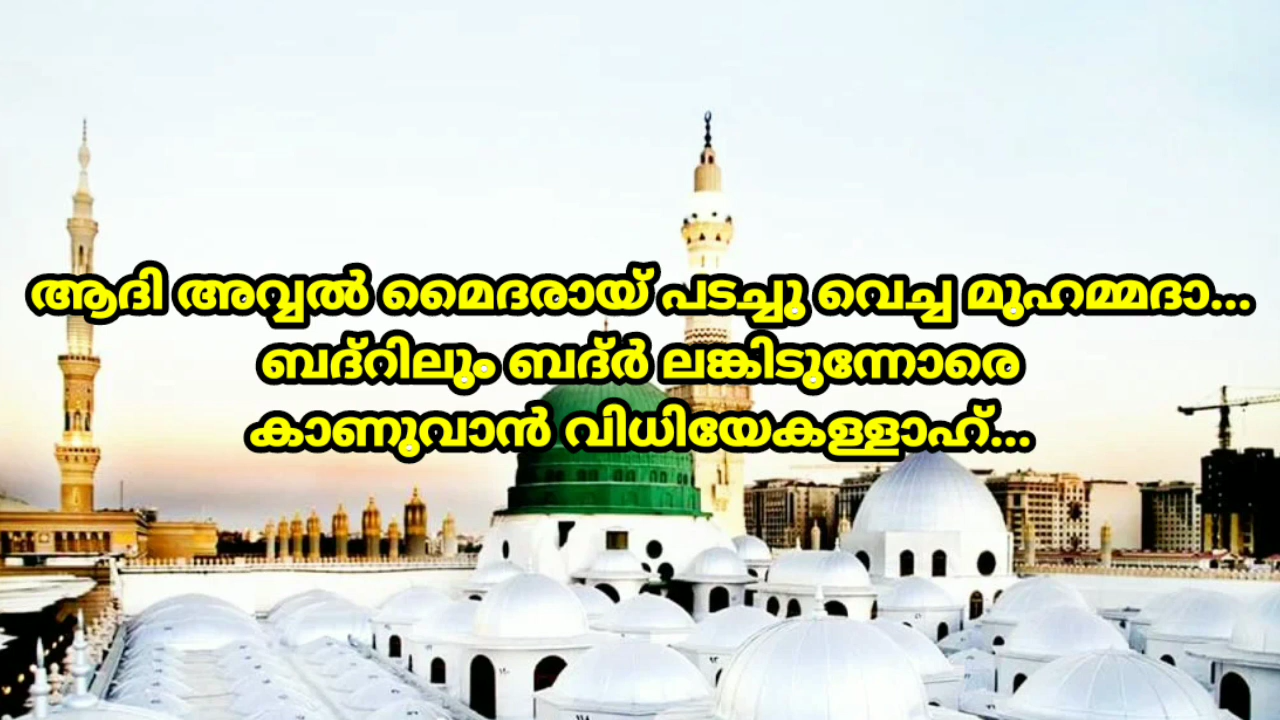 ആദി അവ്വൽ മൈദരായ് പടച്ചു വെച്ച മുഹമ്മദാ...
ബദ്റിലും ബദ്ർ ലങ്കിടുന്നോരെ
കാണുവാൻ വിധിയേകള്ളാഹ്...